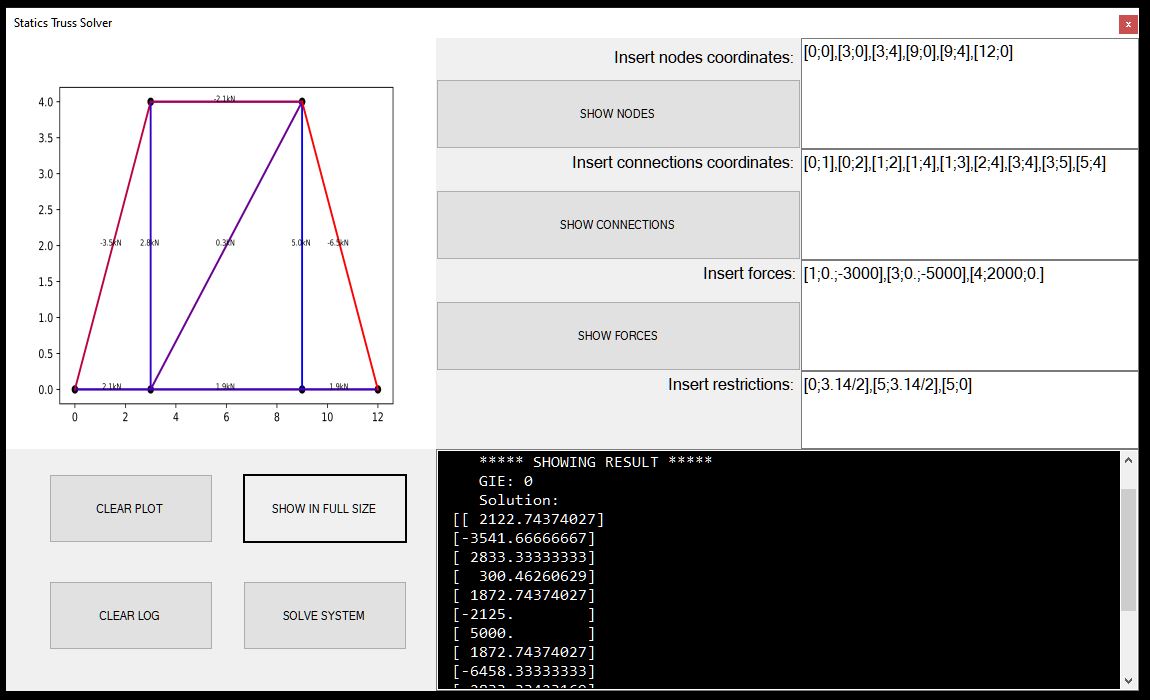 Statics Truss Solver
x
Insert nodes coordinates:
[0;0],[3;0],[3;4],[9;0],[9;4],[12;0]
SHOW NODES
Insert connections coordinates:
[0;1],[0;2],[1;2],[1;4],[1;3],[2;4],[3;4],[3;5],[5;4]
SHOW CONNECTIONS
Insert forces:
[1;0.;-3000],[3;0.;-5000],[4;2000;0.]
SHOW FORCES
Insert restrictions:
[0;3.14/2],[5;3.14/2],[5;0]
4.0
3.5
3.0
2.5
2.0
1.5
1.0
0.5
0.0
0 2 4 6 8 10 12
-2.1kN
-3.5kN 2.8kN 0.3kN 5.0kN -6.5kN
2.1kN 1.9kN 1.9kN
CLEAR PLOT
SHOW IN FULL SIZE
CLEAR LOG
SOLVE SYSTEM
***** SHOWING RESULT *****
GIE: 0
Solution:
[[ 2122.74374027]
[-3541.66666667]
[ 2833.33333333]
[ 300.46260629]
[ 1872.74374027]
[-2125. ]
[ 5000. ]
[ 1872.74374027]
[-6458.33333333]